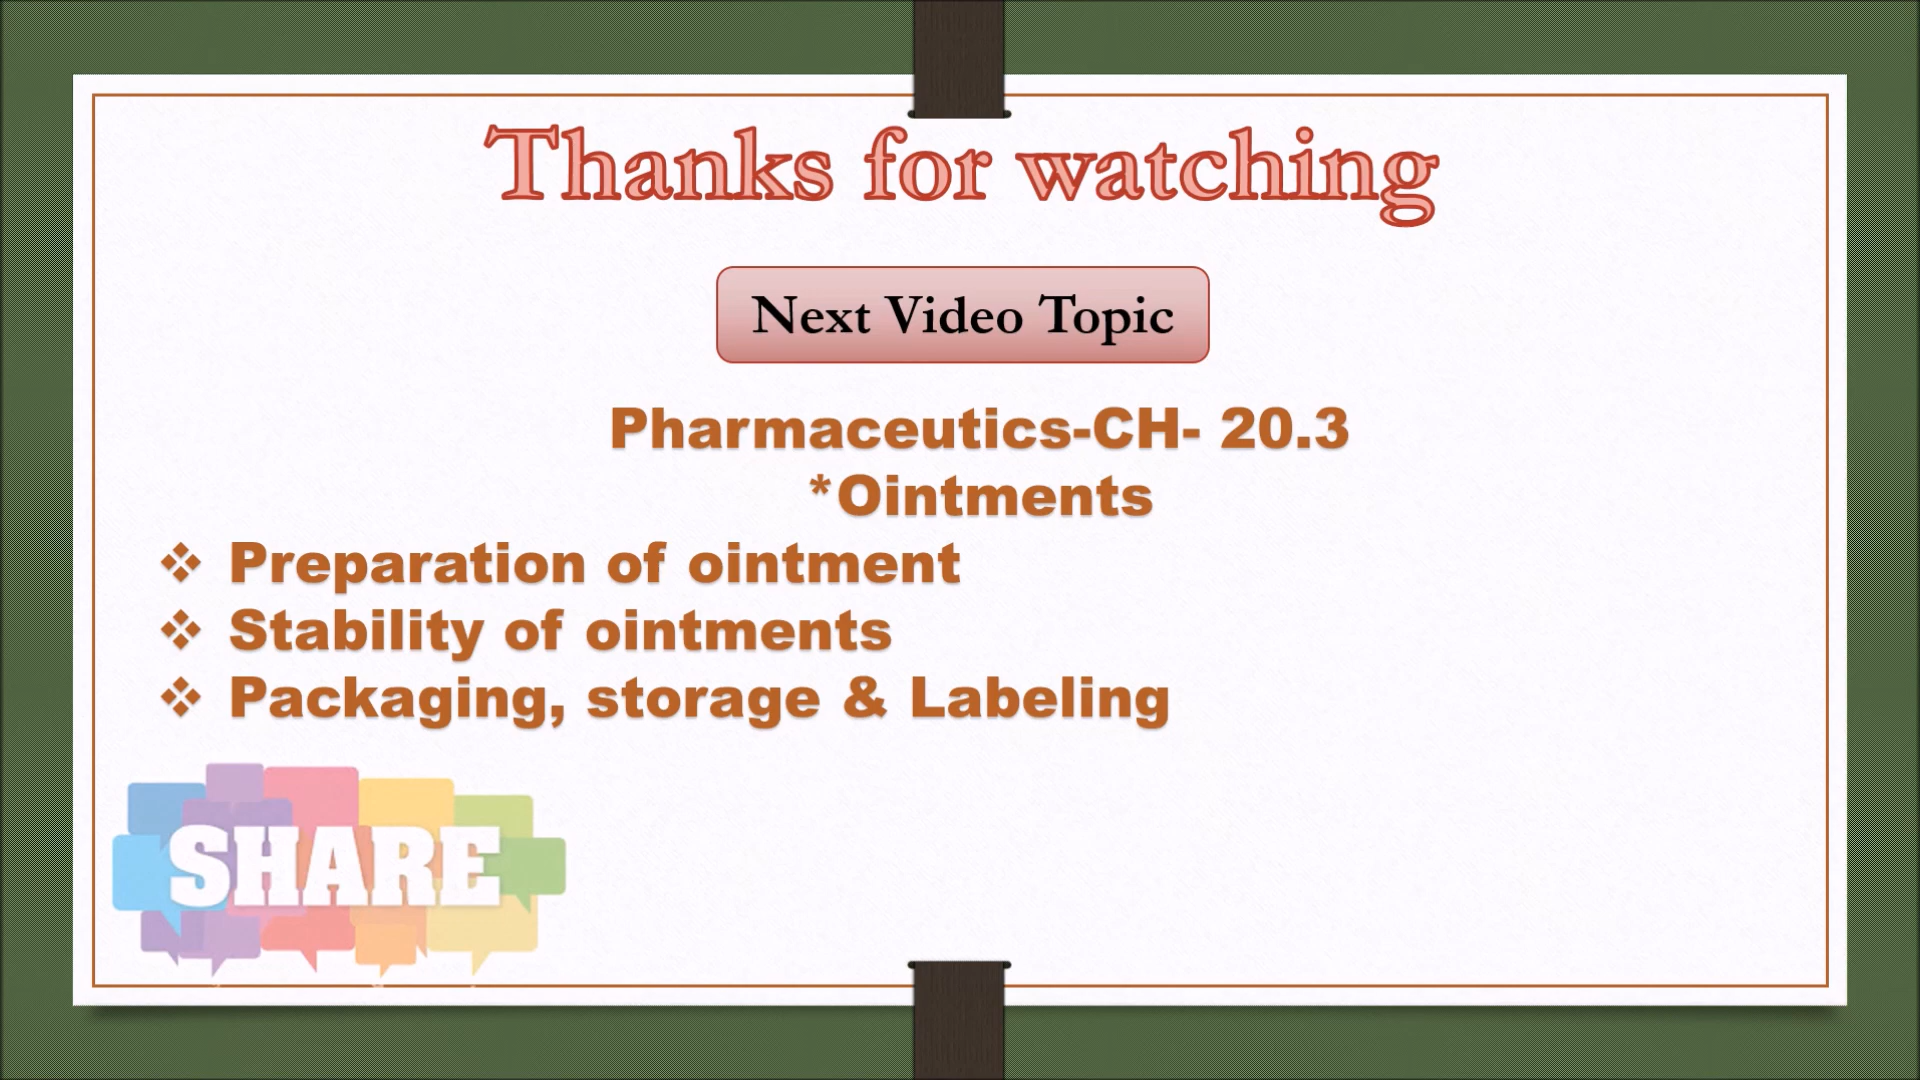 Thanks for watching
Next Video Topic
Pharmaceutics-CH- 20.3
*Ointments
❖ Preparation of ointment
❖ Stability of ointments
❖ Packaging, storage & Labeling
SHARE